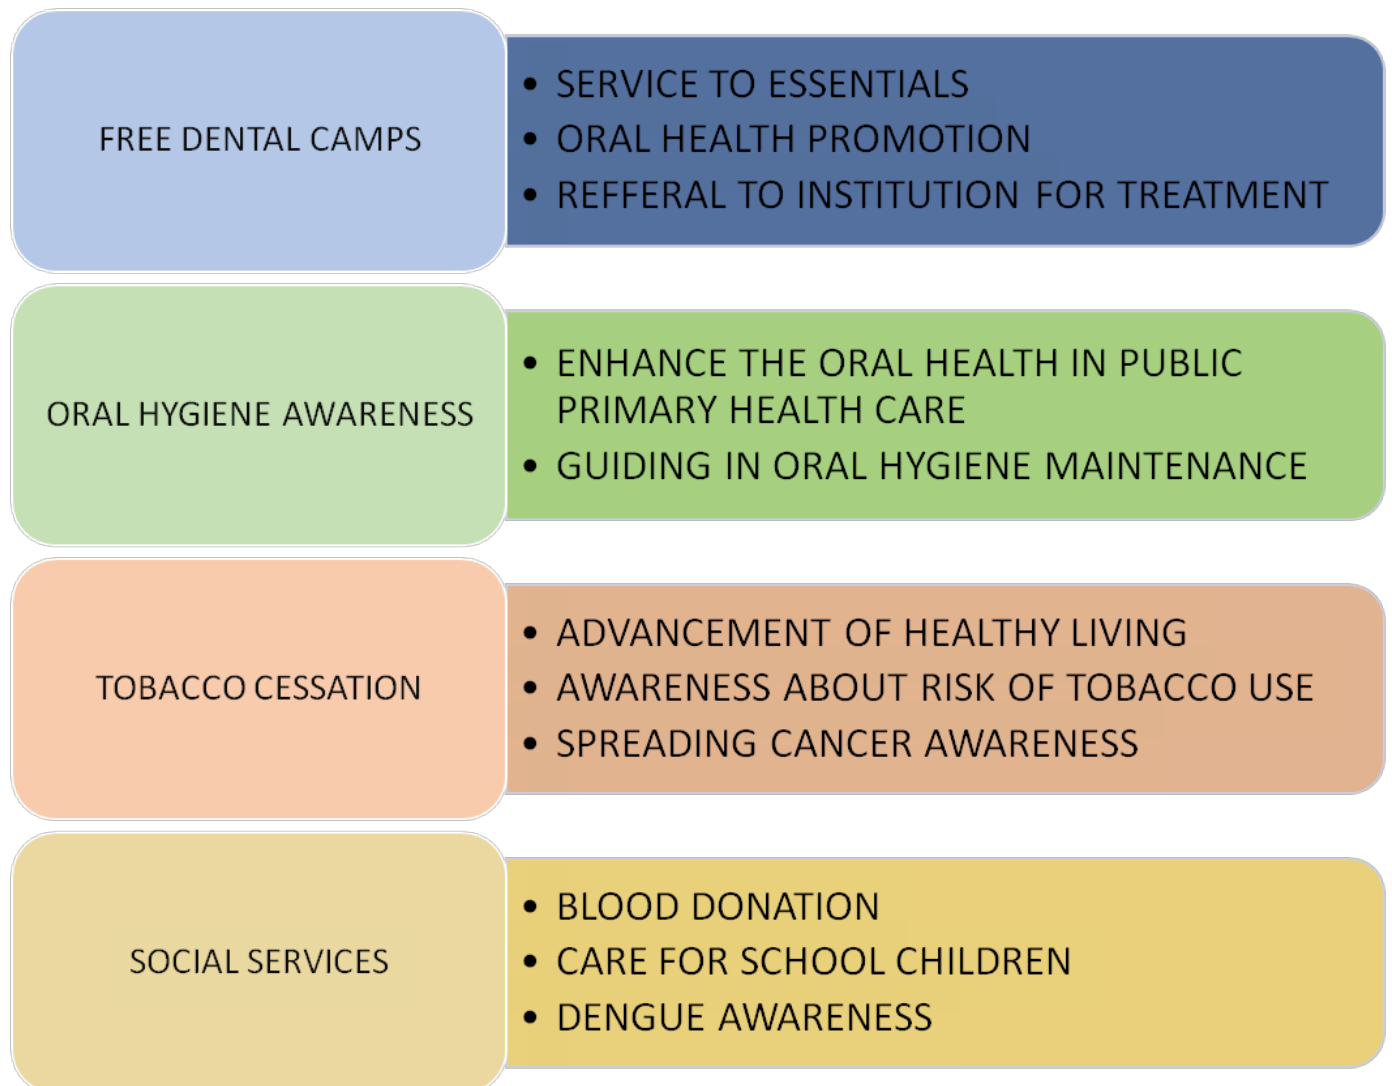 FREE DENTAL CAMPS
• SERVICE TO ESSENTIALS
• ORAL HEALTH PROMOTION
• REFFERAL TO INSTITUTION FOR TREATMENT
ORAL HYGIENE AWARENESS
• ENHANCE THE ORAL HEALTH IN PUBLIC
PRIMARY HEALTH CARE
• GUIDING IN ORAL HYGIENE MAINTENANCE
TOBACCO CESSATION
• ADVANCEMENT OF HEALTHY LIVING
• AWARENESS ABOUT RISK OF TOBACCO USE
• SPREADING CANCER AWARENESS
SOCIAL SERVICES
• BLOOD DONATION
• CARE FOR SCHOOL CHILDREN
• DENGUE AWARENESS